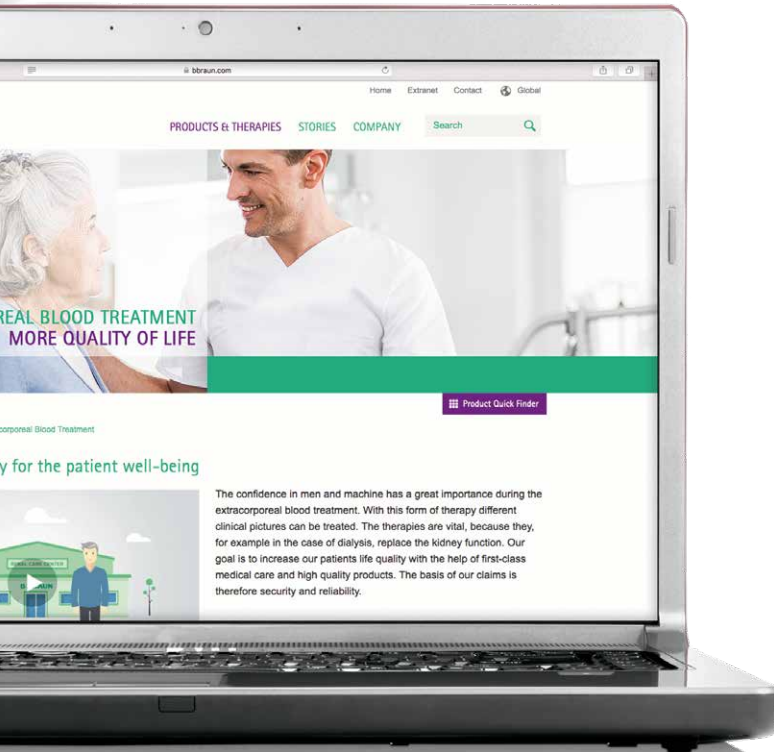 bbraun.com
Home Extranet Contact Global
PRODUCTS & THERAPIES STORIES COMPANY Search
REAL BLOOD TREATMENT
MORE QUALITY OF LIFE
Product Quick Finder
corporeal Blood Treatment
y for the patient well-being
The confidence in men and machine has a great importance during the
extracorporeal blood treatment. With this form of therapy different
clinical pictures can be treated. The therapies are vital, because they,
for example in the case of dialysis, replace the kidney function. Our
goal is to increase our patients life quality with the help of first-class
medical care and high quality products. The basis of our claims is
therefore security and reliability.
RENAL CARE CENTER
B BRAUN